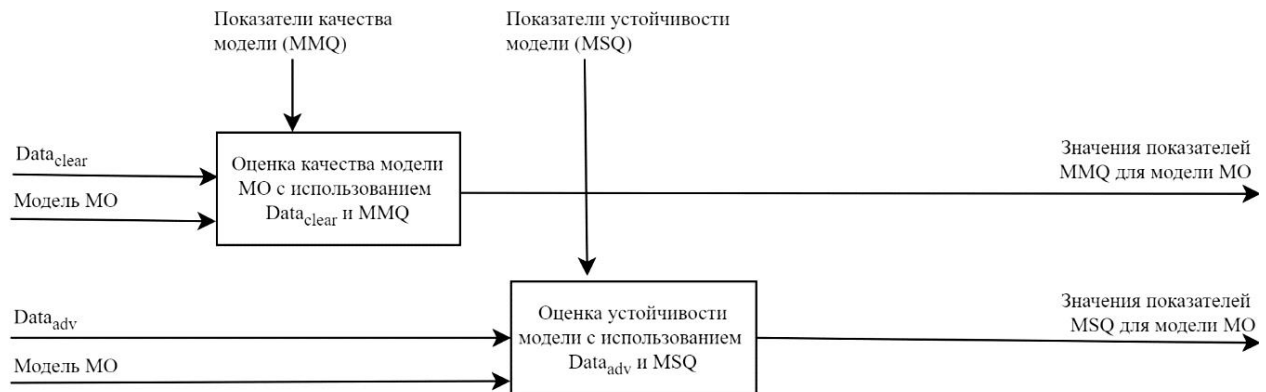 Показатели качества
модели (MMQ)
Показатели устойчивости
модели (MSQ)
Data_clear
Модель МО
Оценка качества модели
МО с использованием
Data_clear и MMQ
Значения показателей
MMQ для модели МО
Data_adv
Модель МО
Оценка устойчивости
модели с использованием
Data_adv и MSQ
Значения показателей
MSQ для модели МО